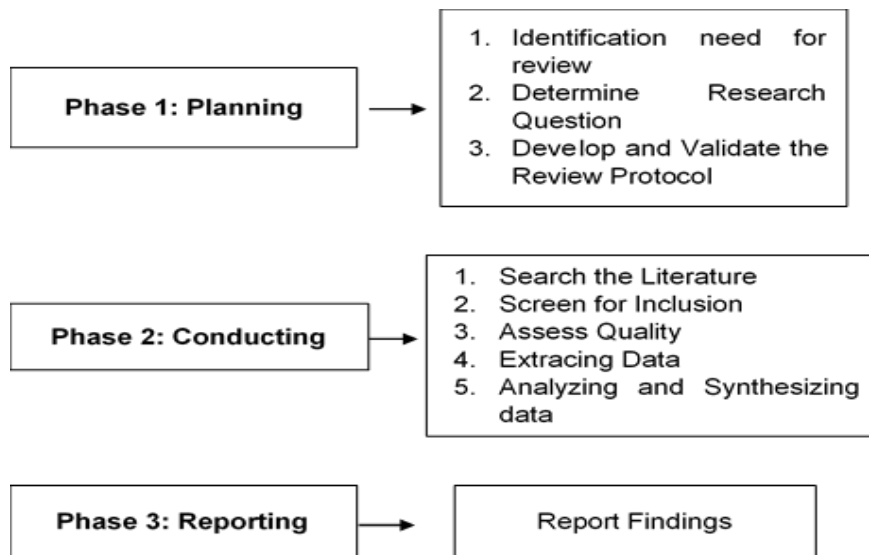 Phase 1: Planning
1. Identification need for
review
2. Determine Research
Question
3. Develop and Validate the
Review Protocol
Phase 2: Conducting
1. Search the Literature
2. Screen for Inclusion
3. Assess Quality
4. Extracing Data
5. Analyzing and Synthesizing
data
Phase 3: Reporting
Report Findings